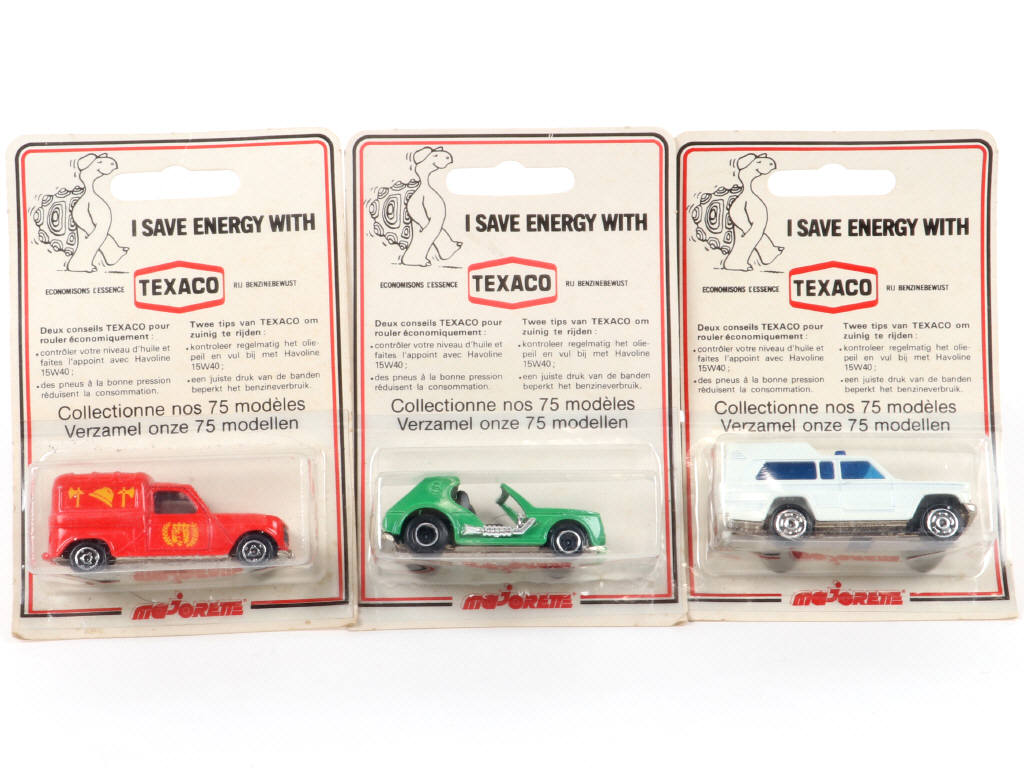 I SAVE ENERGY WITH
ECONOMISONS L'ESSENCE TEXACO RIJ BENZINEBEWUST
Deux conseils TEXACO pour
rouler économiquement :
• contrôler votre niveau d'huile et
faites l'appoint avec Havoline
15W40 ;
• des pneus à la bonne pression
réduisent la consommation.
Twee tips van TEXACO om
zuinig te rijden :
• kontroleer regelmatig het olie-
peil en vul bij met Havoline
15W40 ;
• een juiste druk van de banden
beperkt het benzineverbruik.
Collectionne nos 75 modèles
Verzamel onze 75 modellen
majorette
I SAVE ENERGY WITH
ECONOMISONS L'ESSENCE TEXACO RIJ BENZINEBEWUST
Deux conseils TEXACO pour
rouler économiquement :
• contrôler votre niveau d'huile et
faites l'appoint avec Havoline
15W40 ;
• des pneus à la bonne pression
réduisent la consommation.
Twee tips van TEXACO om
zuinig te rijden :
• kontroleer regelmatig het olie-
peil en vul bij met Havoline
15W40 ;
• een juiste druk van de banden
beperkt het benzineverbruik.
Collectionne nos 75 modèles
Verzamel onze 75 modellen
majorette
I SAVE ENERGY WITH
ECONOMISONS L'ESSENCE TEXACO RIJ BENZINEBEWUST
Deux conseils TEXACO pour
rouler économiquement :
• contrôler votre niveau d'huile et
faites l'appoint avec Havoline
15W40 ;
• des pneus à la bonne pression
réduisent la consommation.
Twee tips van TEXACO om
zuinig te rijden :
• kontroleer regelmatig het olie-
peil en vul bij met Havoline
15W40 ;
• een juiste druk van de banden
beperkt het benzineverbruik.
Collectionne nos 75 modèles
Verzamel onze 75 modellen
majorette